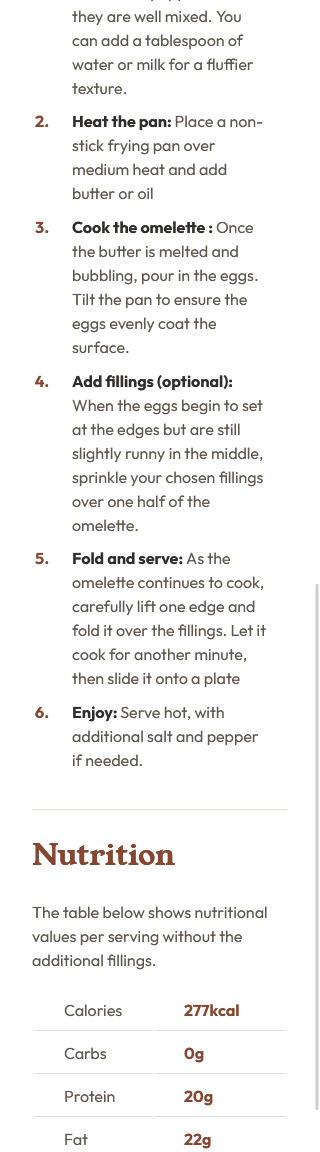 they are well mixed. You
can add a tablespoon of
water or milk for a fluffier
texture.
2. Heat the pan: Place a non-
stick frying pan over
medium heat and add
butter or oil
3. Cook the omelette : Once
the butter is melted and
bubbling, pour in the eggs.
Tilt the pan to ensure the
eggs evenly coat the
surface.
4. Add fillings (optional):
When the eggs begin to set
at the edges but are still
slightly runny in the middle,
sprinkle your chosen fillings
over one half of the
omelette.
5. Fold and serve: As the
omelette continues to cook,
carefully lift one edge and
fold it over the fillings. Let it
cook for another minute,
then slide it onto a plate
6. Enjoy: Serve hot, with
additional salt and pepper
if needed.
Nutrition
The table below shows nutritional
values per serving without the
additional fillings.
Calories 277kcal
Carbs 0g
Protein 20g
Fat 22g